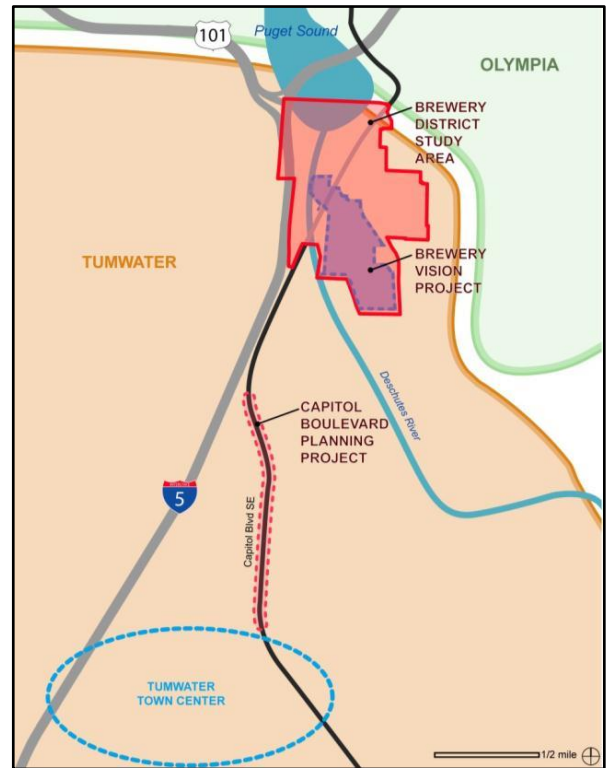 101
Puget Sound
OLYMPIA
BREWERY
DISTRICT
STUDY
AREA
TUMWATER
BREWERY
VISION
PROJECT
Deschutes River
CAPITOL
BOULEVARD
PLANNING
PROJECT
5
Capitol Blvd SE
TUMWATER
TOWN CENTER
1/2 mile